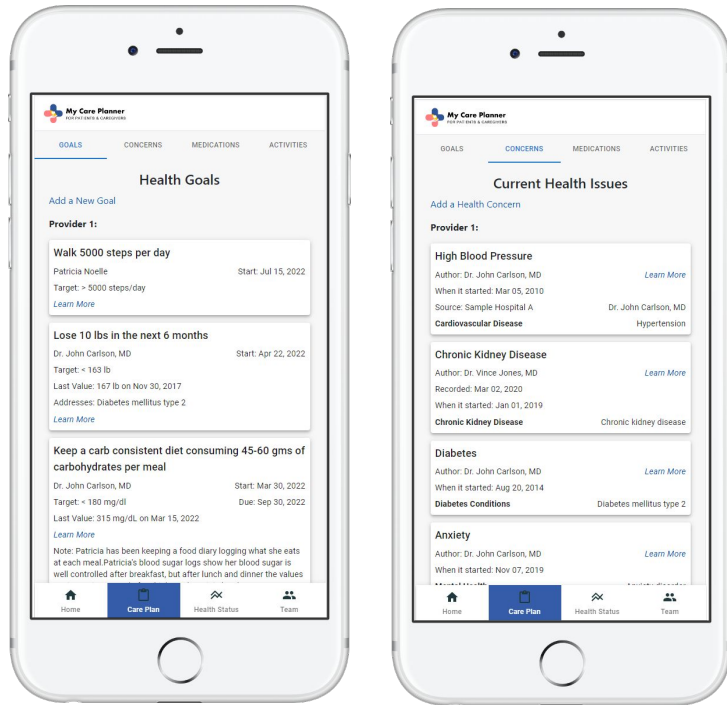 My Care Planner
FOR PATIENTS & CAREGIVERS
GOALS CONCERNS MEDICATIONS ACTIVITIES
Health Goals
Add a New Goal
Provider 1:
Walk 5000 steps per day
Patricia Noelle Start: Jul 15, 2022
Target: > 5000 steps/day
Learn More
Lose 10 lbs in the next 6 months
Dr. John Carlson, MD Start: Apr 22, 2022
Target: < 163 lb
Last Value: 167 lb on Nov 30, 2017
Addresses: Diabetes mellitus type 2
Learn More
Keep a carb consistent diet consuming 45-60 gms of
carbohydrates per meal
Dr. John Carlson, MD Start: Mar 30, 2022
Target: < 180 mg/dl Due: Sep 30, 2022
Last Value: 315 mg/dL on Mar 15, 2022
Learn More
Note: Patricia has been keeping a food diary logging what she eats
at each meal.Patricia's blood sugar logs show her blood sugar is
well controlled after breakfast, but after lunch and dinner the values
Home Care Plan Health Status Team
My Care Planner
FOR PATIENTS & CAREGIVERS
GOALS CONCERNS MEDICATIONS ACTIVITIES
Current Health Issues
Add a Health Concern
Provider 1:
High Blood Pressure
Author: Dr. John Carlson, MD Learn More
When it started: Mar 05, 2010
Source: Sample Hospital A Dr. John Carlson, MD
Cardiovascular Disease Hypertension
Chronic Kidney Disease
Author: Dr. Vince Jones, MD Learn More
Recorded: Mar 02, 2020
When it started: Jan 01, 2019
Chronic Kidney Disease Chronic kidney disease
Diabetes
Author: Dr. John Carlson, MD Learn More
When it started: Aug 20, 2014
Diabetes Conditions Diabetes mellitus type 2
Anxiety
Author: Dr. John Carlson, MD Learn More
When it started: Nov 07, 2019
Mental Health Anxiety disorder
Home Care Plan Health Status Team